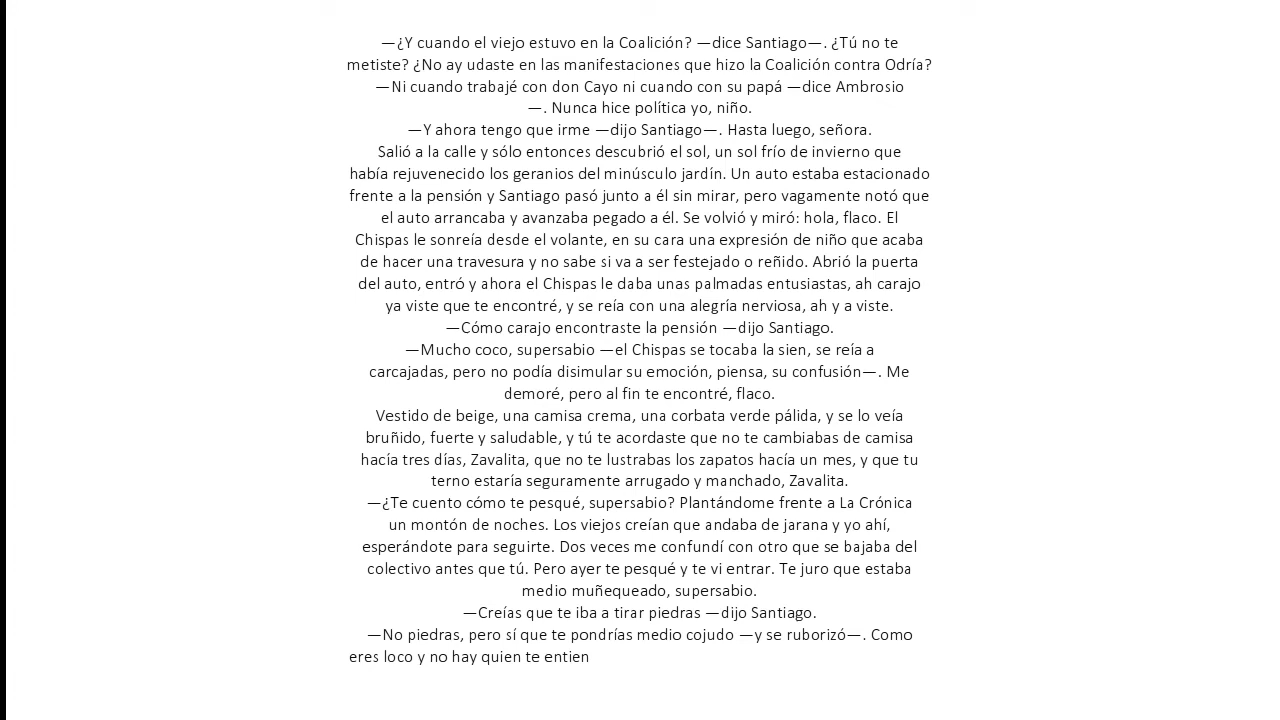 —¿Y cuando el viejo estuvo en la Coalición? —dice Santiago—. ¿Tú no te
metiste? ¿No ay udaste en las manifestaciones que hizo la Coalición contra Odría?
—Ni cuando trabajé con don Cayo ni cuando con su papá —dice Ambrosio
—. Nunca hice política yo, niño.
—Y ahora tengo que irme —dijo Santiago—. Hasta luego, señora.
Salió a la calle y sólo entonces descubrió el sol, un sol frío de invierno que
había rejuvenecido los geranios del minúsculo jardín. Un auto estaba estacionado
frente a la pensión y Santiago pasó junto a él sin mirar, pero vagamente notó que
el auto arrancaba y avanzaba pegado a él. Se volvió y miró: hola, flaco. El
Chispas le sonreía desde el volante, en su cara una expresión de niño que acaba
de hacer una travesura y no sabe si va a ser festejado o reñido. Abrió la puerta
del auto, entró y ahora el Chispas le daba unas palmadas entusiastas, ah carajo
ya viste que te encontré, y se reía con una alegría nerviosa, ah y a viste.
—Cómo carajo encontraste la pensión —dijo Santiago.
—Mucho coco, supersabio —el Chispas se tocaba la sien, se reía a
carcajadas, pero no podía disimular su emoción, piensa, su confusión—. Me
demoré, pero al fin te encontré, flaco.
Vestido de beige, una camisa crema, una corbata verde pálida, y se lo veía
bruñido, fuerte y saludable, y tú te acordaste que no te cambiabas de camisa
hacía tres días, Zavalita, que no te lustrabas los zapatos hacía un mes, y que tu
terno estaría seguramente arrugado y manchado, Zavalita.
—¿Te cuento cómo te pesqué, supersabio? Plantándome frente a La Crónica
un montón de noches. Los viejos creían que andaba de jarana y yo ahí,
esperándote para seguirte. Dos veces me confundí con otro que se bajaba del
colectivo antes que tú. Pero ayer te pesqué y te vi entrar. Te juro que estaba
medio muñequeado, supersabio.
—Creías que te iba a tirar piedras —dijo Santiago.
—No piedras, pero sí que te pondrías medio cojudo —y se ruborizó—. Como
eres loco y no hay quien te entien